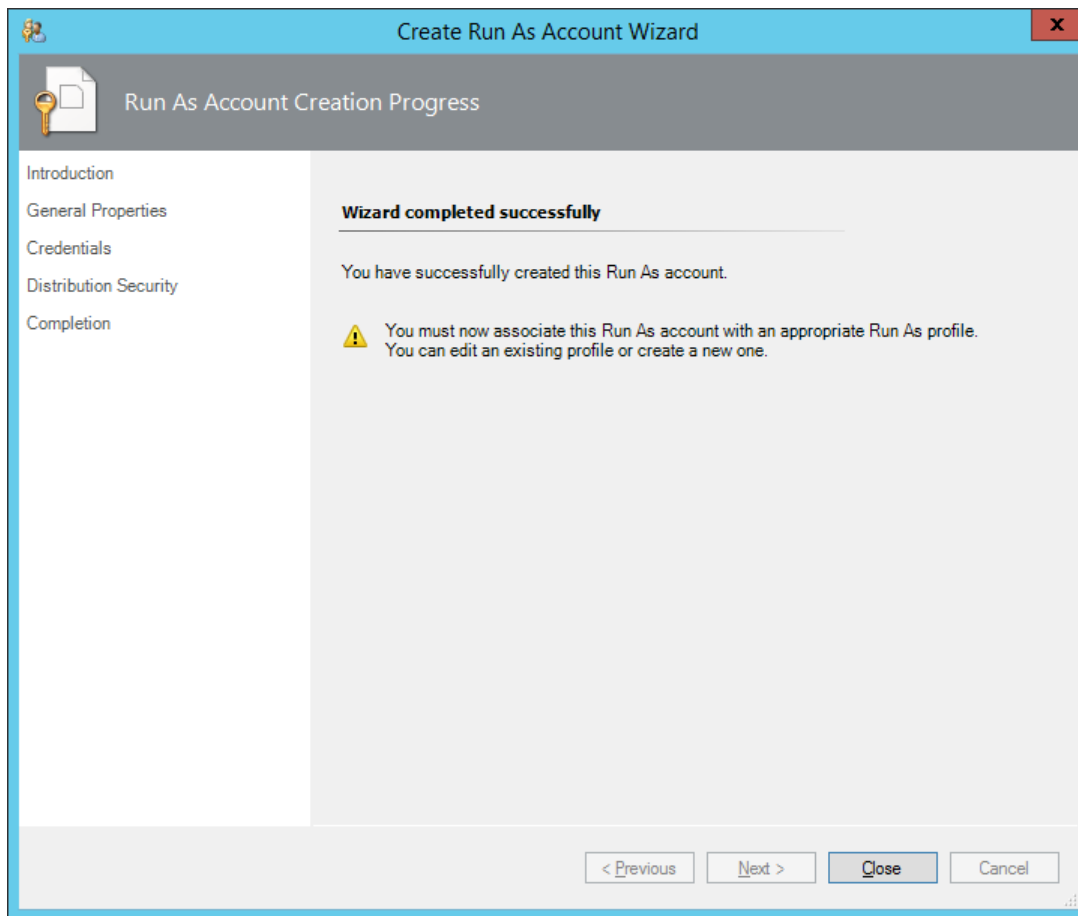 Create Run As Account Wizard
x
Run As Account Creation Progress
Introduction
General Properties
Credentials
Distribution Security
Completion
Wizard completed successfully
You have successfully created this Run As account.
You must now associate this Run As account with an appropriate Run As profile.
You can edit an existing profile or create a new one.
< Previous
Next >
Close
Cancel